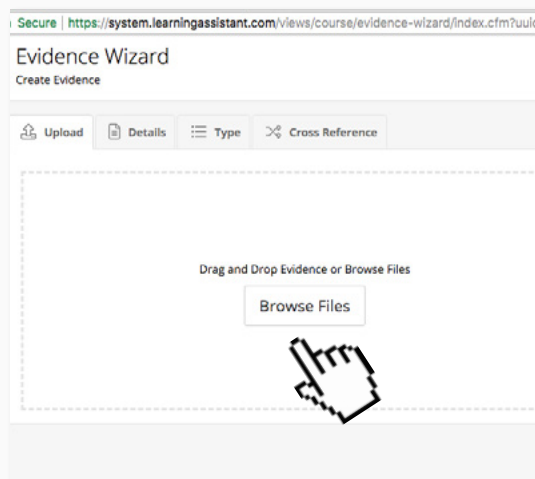 Secure | https://system.learningassistant.com/views/course/evidence-wizard/index.cfm?uuid
Evidence Wizard
Create Evidence
Upload Details Type Cross Reference
Drag and Drop Evidence or Browse Files
Browse Files